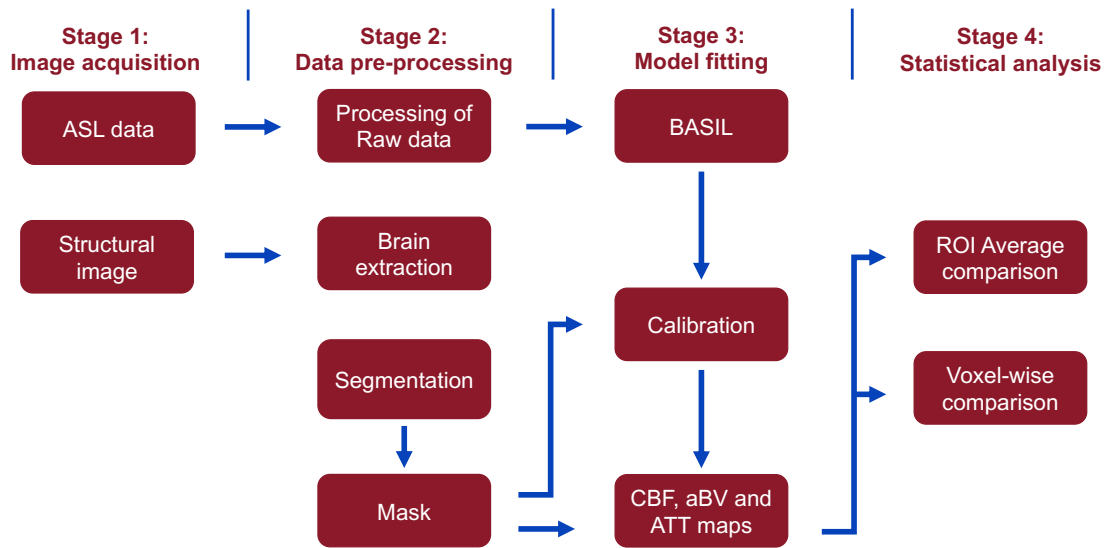 Stage 1:
Image acquisition
Stage 2:
Data pre-processing
Stage 3:
Model fitting
Stage 4:
Statistical analysis
ASL data
Processing of
Raw data
BASIL
Structural
image
Brain
extraction
ROI Average
comparison
Calibration
Segmentation
Voxel-wise
comparison
Mask
CBF, aBV and
ATT maps